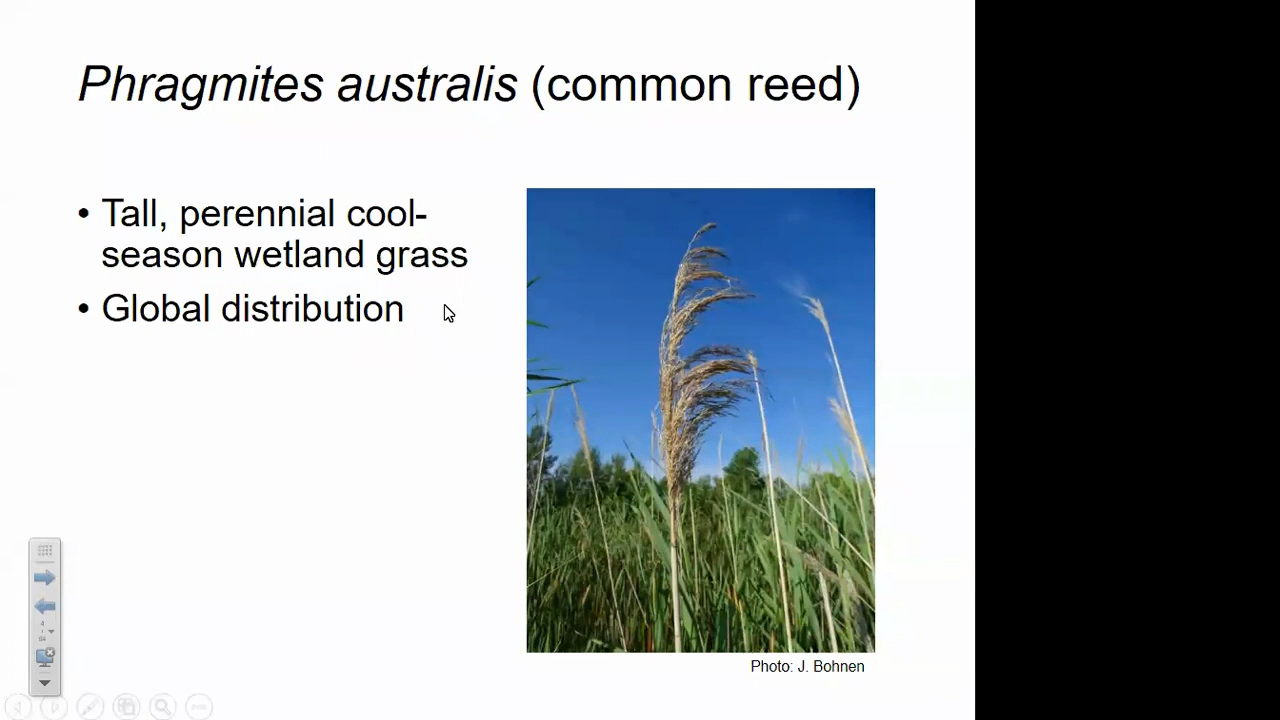 Phragmites australis (common reed)
• Tall, perennial cool-
season wetland grass
• Global distribution
Photo: J. Bohnen